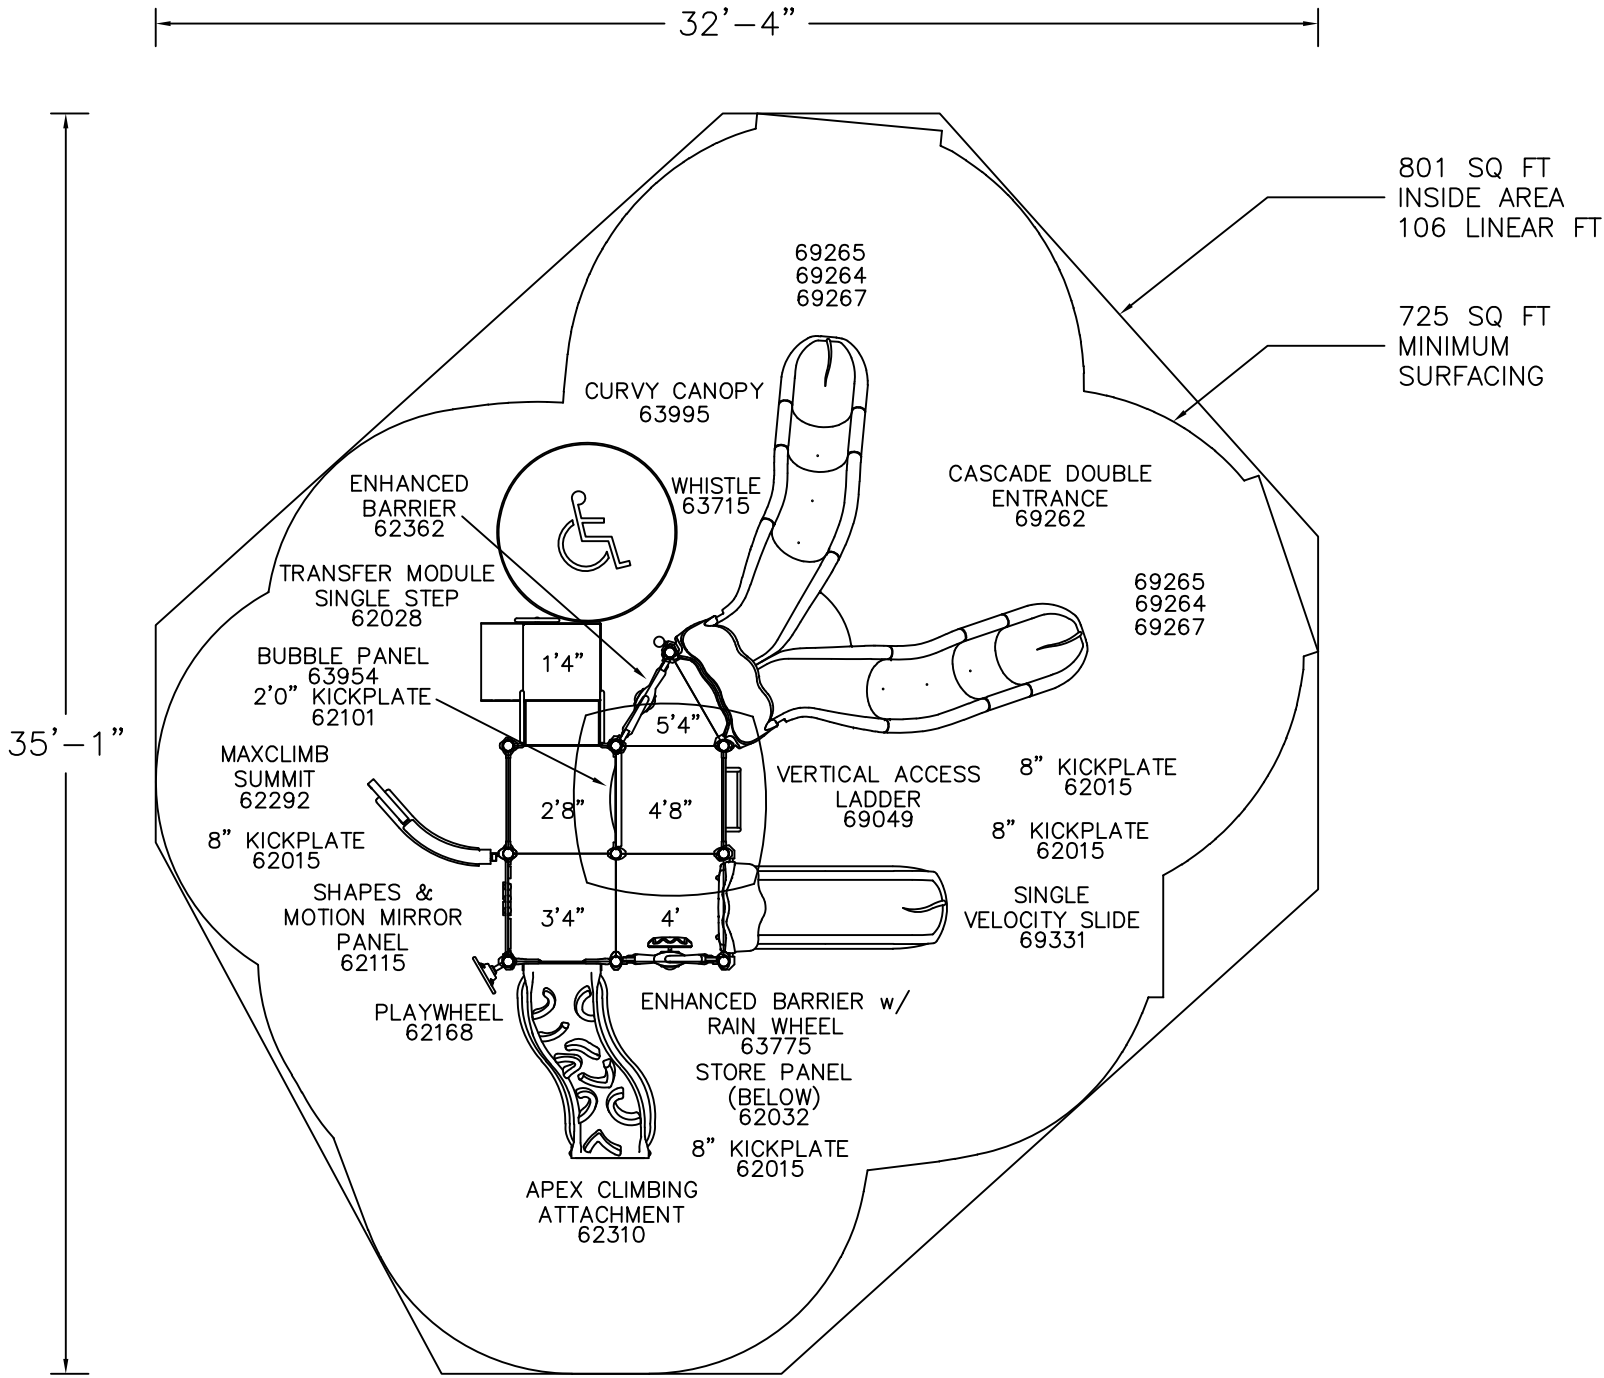 32'-4"
801 SQ FT
INSIDE AREA
106 LINEAR FT
725 SQ FT
MINIMUM
SURFACING
69265
69264
69267
CURVY CANOPY
63995
ENHANCED
BARRIER
62362
WHISTLE
63715
CASCADE DOUBLE
ENTRANCE
69262
TRANSFER MODULE
SINGLE STEP
62028
69265
69264
69267
BUBBLE PANEL
63954
2'0" KICKPLATE
62101
1'4"
5'4"
35'-1"
MAXCLIMB
SUMMIT
62292
2'8"
4'8"
VERTICAL ACCESS
LADDER
69049
8" KICKPLATE
62015
8" KICKPLATE
62015
8" KICKPLATE
62015
SHAPES &
MOTION MIRROR
PANEL
62115
3'4"
4'
SINGLE
VELOCITY SLIDE
69331
PLAYWHEEL
62168
ENHANCED BARRIER w/
RAIN WHEEL
63775
STORE PANEL
(BELOW)
62032
8" KICKPLATE
62015
APEX CLIMBING
ATTACHMENT
62310